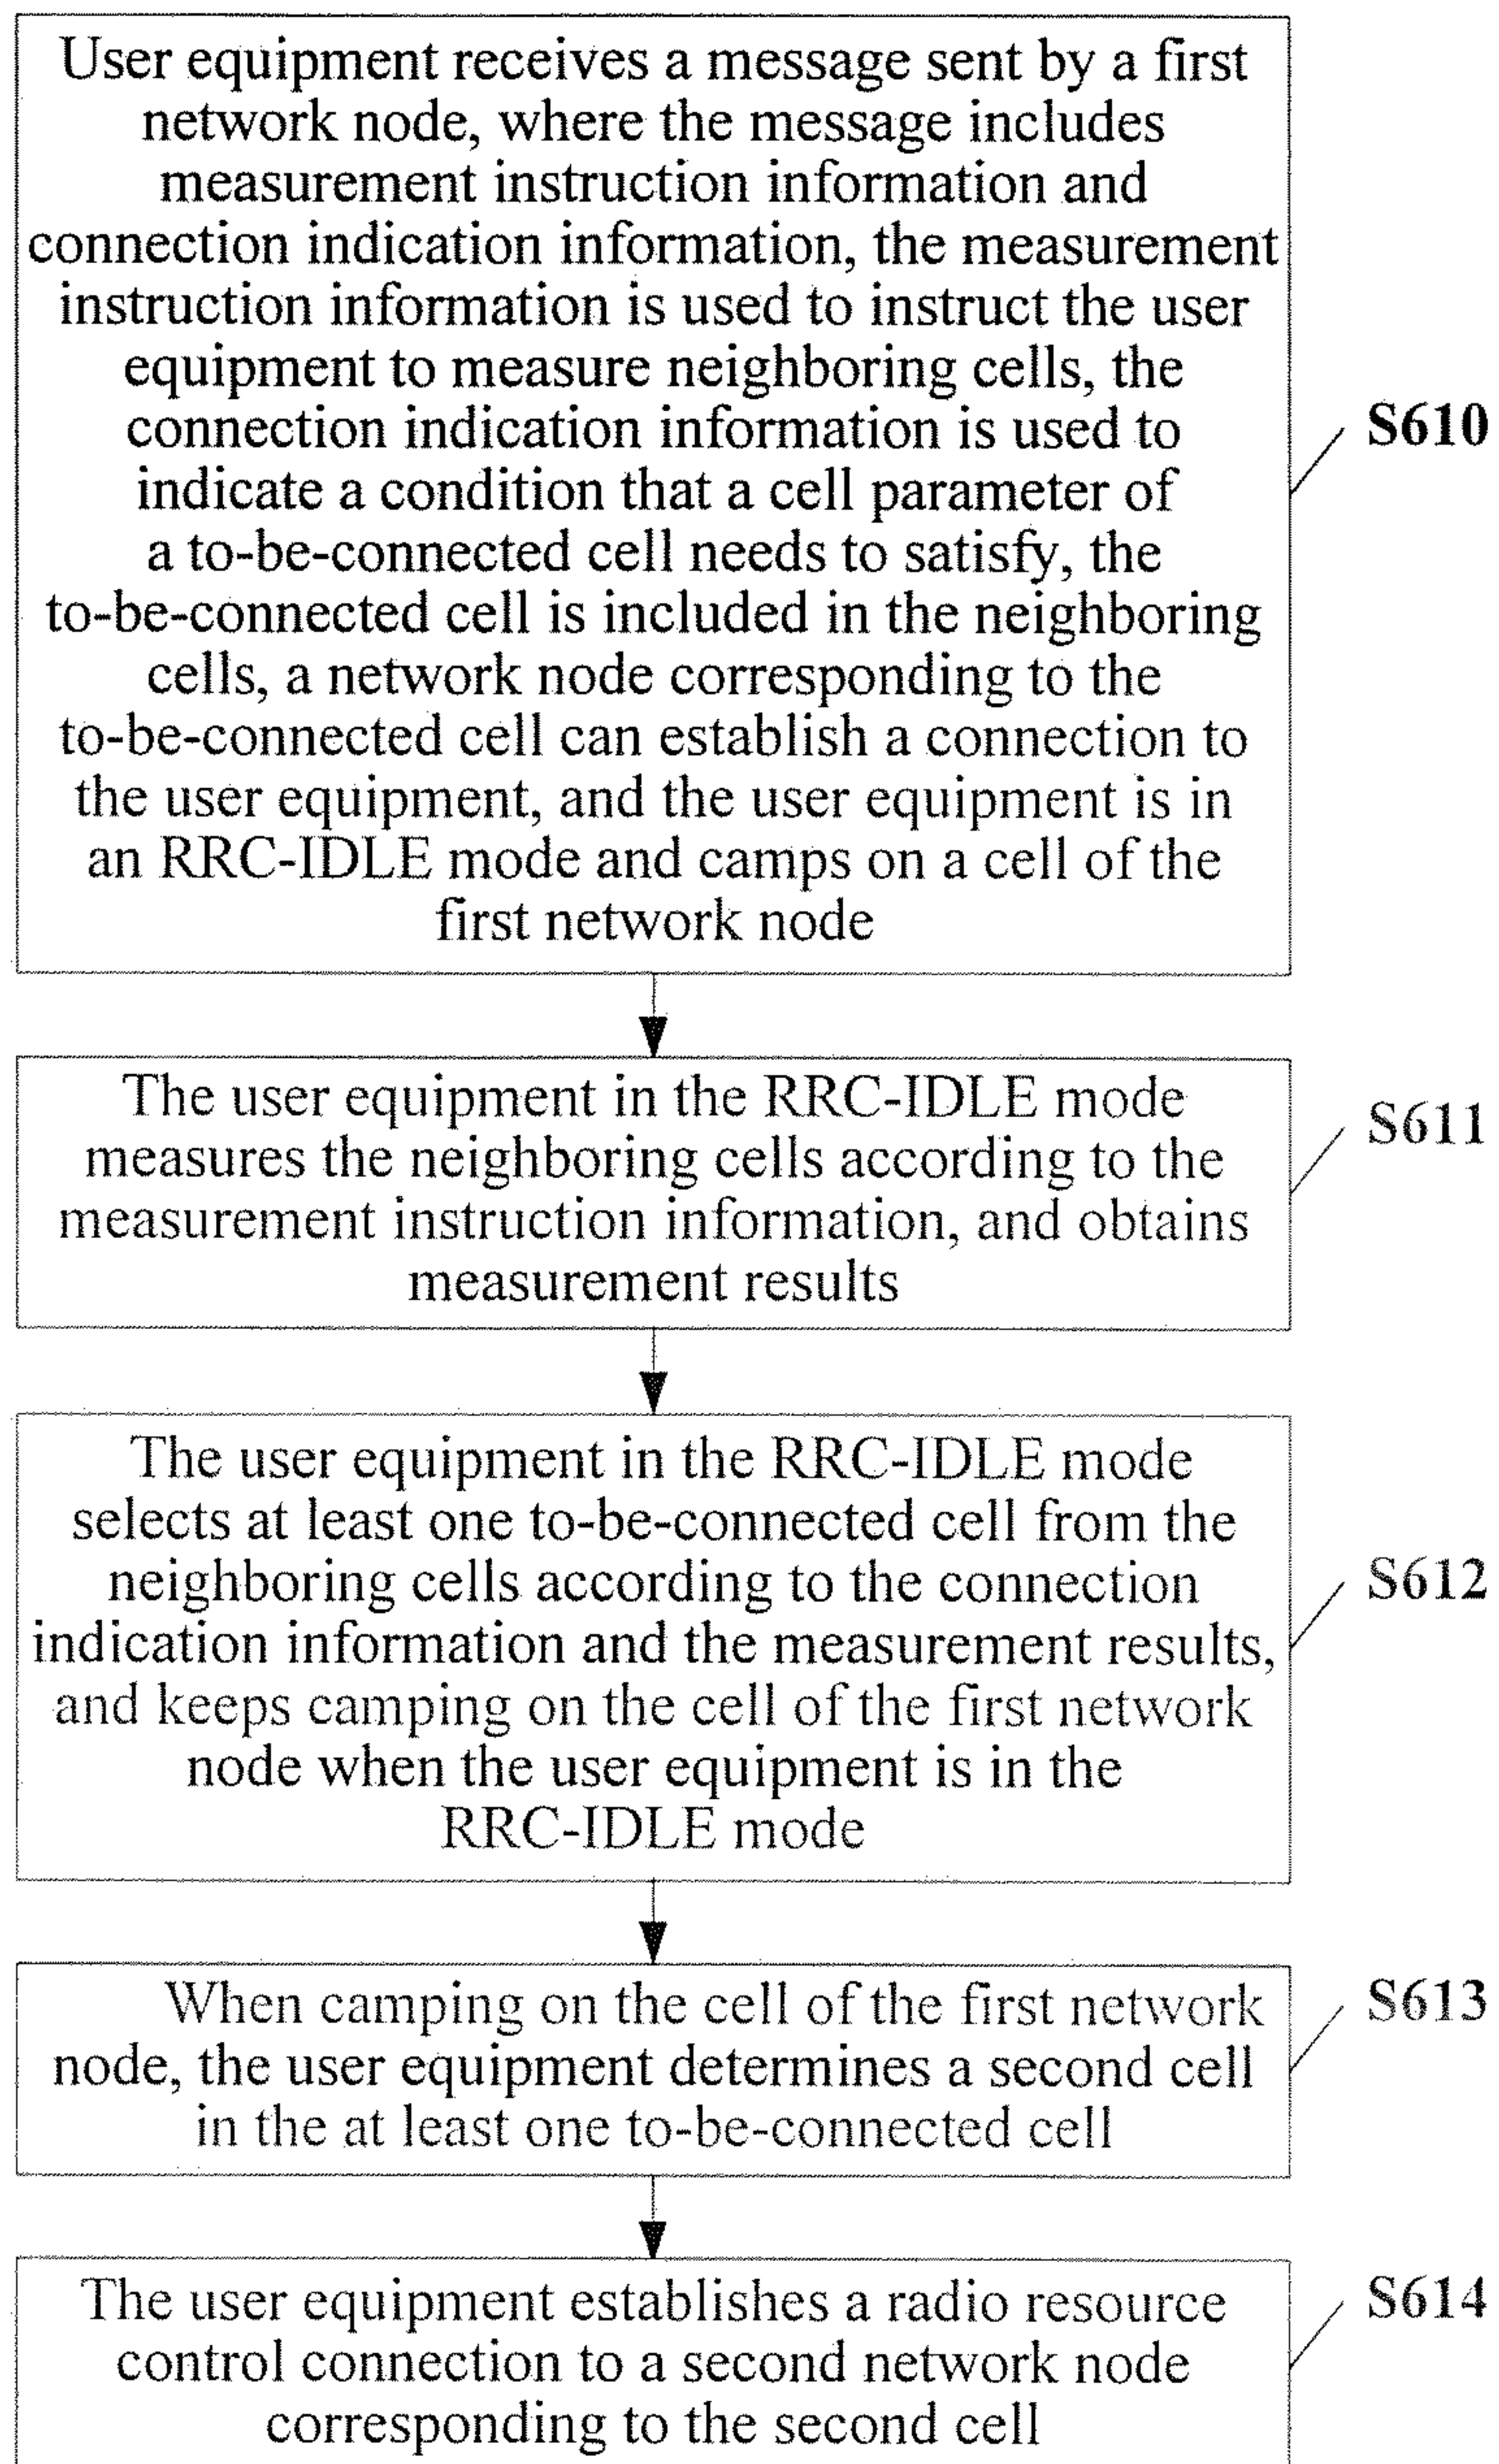 User equipment receives a message sent by a first
network node, where the message includes
measurement instruction information and
connection indication information, the measurement
instruction information is used to instruct the user
equipment to measure neighboring cells, the
connection indication information is used to
indicate a condition that a cell parameter of
a to-be-connected cell needs to satisfy, the
to-be-connected cell is included in the neighboring
cells, a network node corresponding to the
to-be-connected cell can establish a connection to
the user equipment, and the user equipment is in
an RRC-IDLE mode and camps on a cell of the
first network node
S610
The user equipment in the RRC-IDLE mode
measures the neighboring cells according to the
measurement instruction information, and obtains
measurement results
S611
The user equipment in the RRC-IDLE mode
selects at least one to-be-connected cell from the
neighboring cells according to the connection
indication information and the measurement results,
and keeps camping on the cell of the first network
node when the user equipment is in the
RRC-IDLE mode
S612
When camping on the cell of the first network
node, the user equipment determines a second cell
in the at least one to-be-connected cell
S613
The user equipment establishes a radio resource
control connection to a second network node
corresponding to the second cell
S614